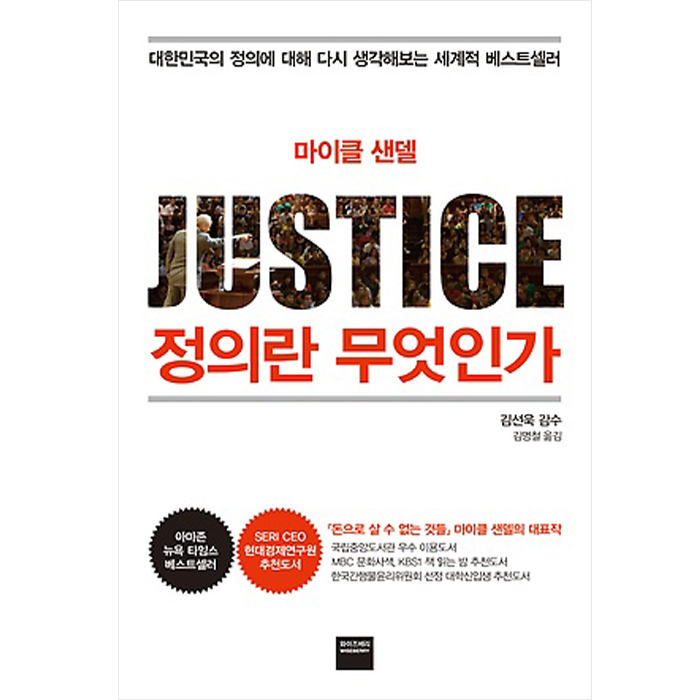 대한민국의 정의에 대해 다시 생각해보는 세계적 베스트셀러
마이클 샌델
JUSTICE
정의란 무엇인가
김선욱 감수
김명철 옮김
아마존
뉴욕 타임스
베스트셀러
SERI CEO
현대경제연구원
추천도서
『돈으로 살 수 없는 것들』 마이클 샌델의 대표작
국립중앙도서관 우수 이용도서
MBC 문화사색, KBS1 책 읽는 밤 추천도서
한국간행물윤리위원회 선정 대학신입생 추천도서
와이즈베리
WISEBERRY